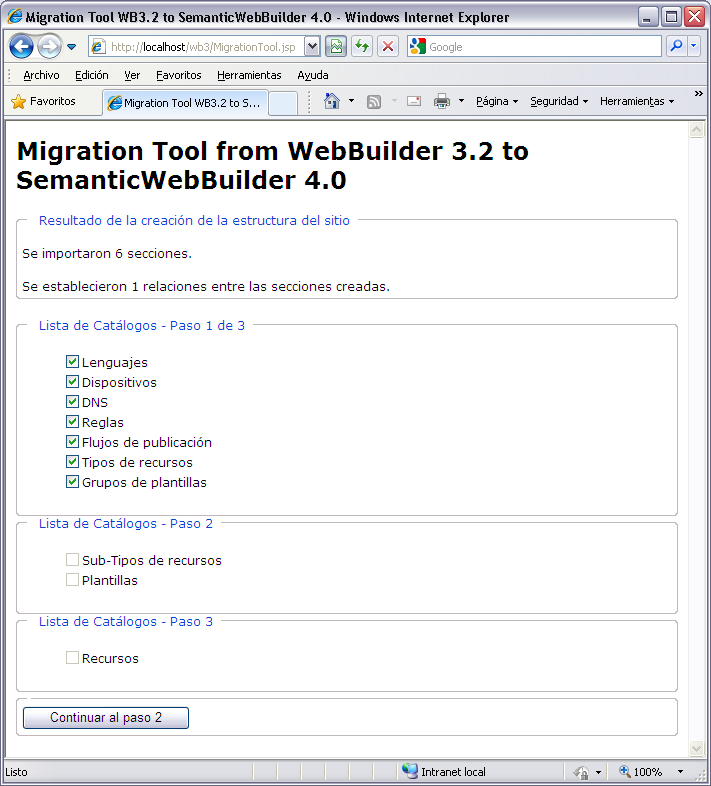 Migration Tool WB3.2 to SemanticWebBuilder 4.0 - Windows Internet Explorer
http://localhost/wb3/MigrationTool.jsp
Google
Archivo Edición Ver Favoritos Herramientas Ayuda
Favoritos Migration Tool WB3.2 to S... Página Seguridad Herramientas
Migration Tool from WebBuilder 3.2 to
SemanticWebBuilder 4.0
Resultado de la creación de la estructura del sitio
Se importaron 6 secciones.
Se establecieron 1 relaciones entre las secciones creadas.
Lista de Catálogos - Paso 1 de 3
Lenguajes
Dispositivos
DNS
Reglas
Flujos de publicación
Tipos de recursos
Grupos de plantillas
Lista de Catálogos - Paso 2
Sub-Tipos de recursos
Plantillas
Lista de Catálogos - Paso 3
Recursos
Continuar al paso 2
Listo Intranet local 100%